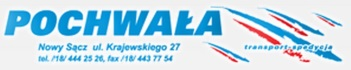 POCHWAŁA
Nowy Sącz ul. Krajewskiego 27
transport-spedycja
tel. /18/ 444 25 26, fax /18/ 443 77 54